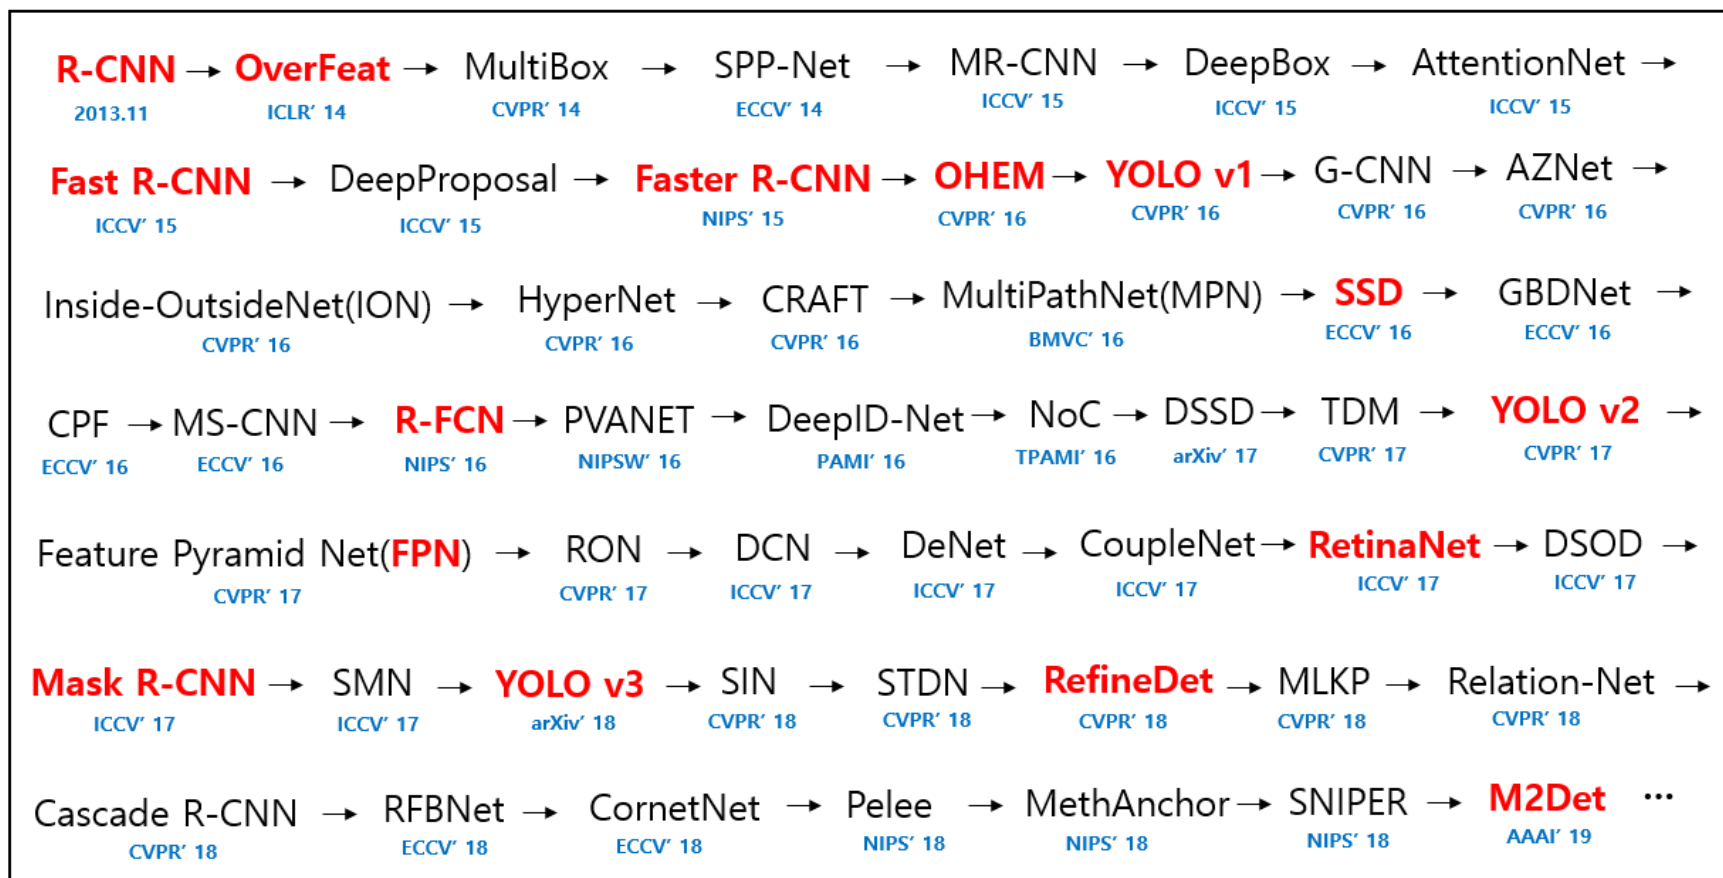 R-CNN → OverFeat → MultiBox → SPP-Net → MR-CNN → DeepBox → AttentionNet →
2013.11 ICLR' 14 CVPR' 14 ECCV' 14 ICCV' 15 ICCV' 15 ICCV' 15
Fast R-CNN → DeepProposal → Faster R-CNN → OHEM → YOLO v1 → G-CNN → AZNet →
ICCV' 15 ICCV' 15 NIPS' 15 CVPR' 16 CVPR' 16 CVPR' 16 CVPR' 16
Inside-OutsideNet(ION) → HyperNet → CRAFT → MultiPathNet(MPN) → SSD → GBDNet →
CVPR' 16 CVPR' 16 CVPR' 16 BMVC' 16 ECCV' 16 ECCV' 16
CPF → MS-CNN → R-FCN → PVANET → DeepID-Net → NoC → DSSD → TDM → YOLO v2 →
ECCV' 16 ECCV' 16 NIPS' 16 NIPSW' 16 PAMI' 16 TPAMI' 16 arXiv' 17 CVPR' 17 CVPR' 17
Feature Pyramid Net(FPN) → RON → DCN → DeNet → CoupleNet → RetinaNet → DSOD →
CVPR' 17 CVPR' 17 ICCV' 17 ICCV' 17 ICCV' 17 ICCV' 17 ICCV' 17
Mask R-CNN → SMN → YOLO v3 → SIN → STDN → RefineDet → MLKP → Relation-Net →
ICCV' 17 ICCV' 17 arXiv' 18 CVPR' 18 CVPR' 18 CVPR' 18 CVPR' 18 CVPR' 18
Cascade R-CNN → RFBNet → CornetNet → Pelee → MethAnchor → SNIPER → M2Det ...
CVPR' 18 ECCV' 18 ECCV' 18 NIPS' 18 NIPS' 18 NIPS' 18 AAAI' 19